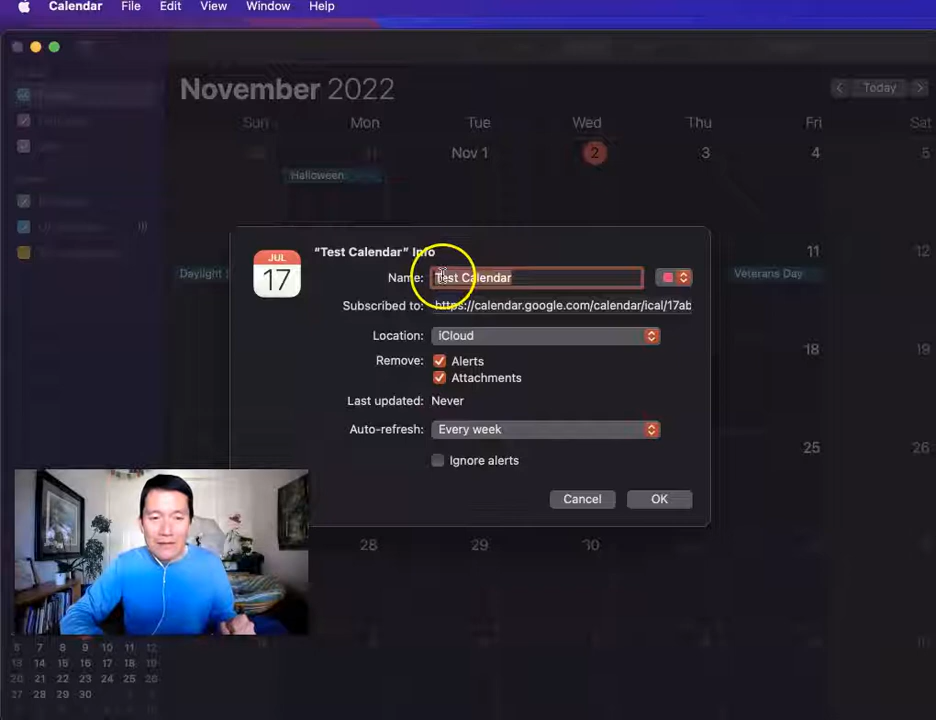 Calendar File Edit View Window Help
November 2022
Today
Sun Mon Tue Wed Thu Fri Sat
Nov 1 2 3 4 5
Halloween
"Test Calendar" Info
JUL
17
Name: Test Calendar
Subscribed to: https://calendar.google.com/calendar/ical/17ab
Location: iCloud
Remove: Alerts
Attachments
Last updated: Never
Auto-refresh: Every week
Ignore alerts
Cancel OK
11 12
Daylight
Veterans Day
18 19
25 26
28 29 30
6 7 8 9 10 11 12
13 14 15 16 17 18 19
20 21 22 23 24 25 26
27 28 29 30